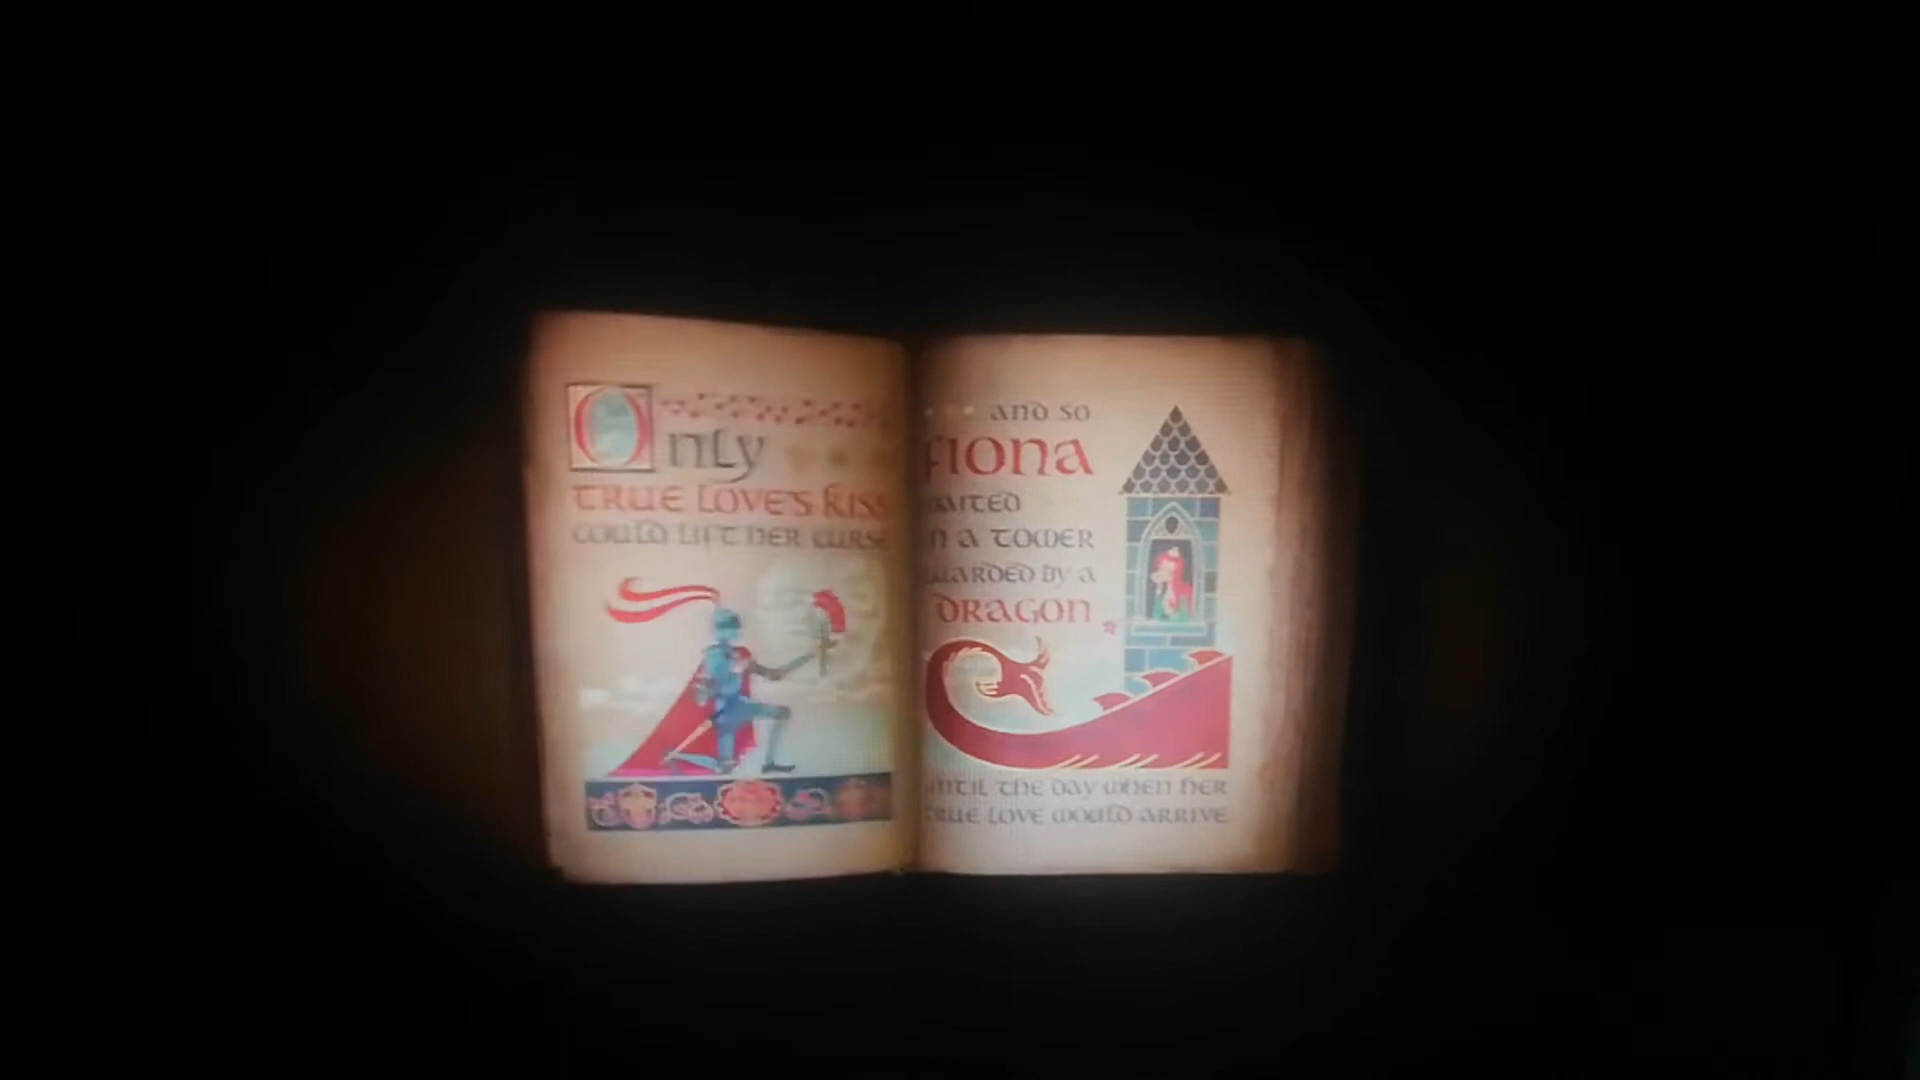 Only
TRUE LOVE'S KISS
COULD LIFT HER CURSE
AND SO
FIONA
WAITED
IN A TOWER
GUARDED BY A
DRAGON
UNTIL THE DAY WHEN HER
TRUE LOVE WOULD ARRIVE